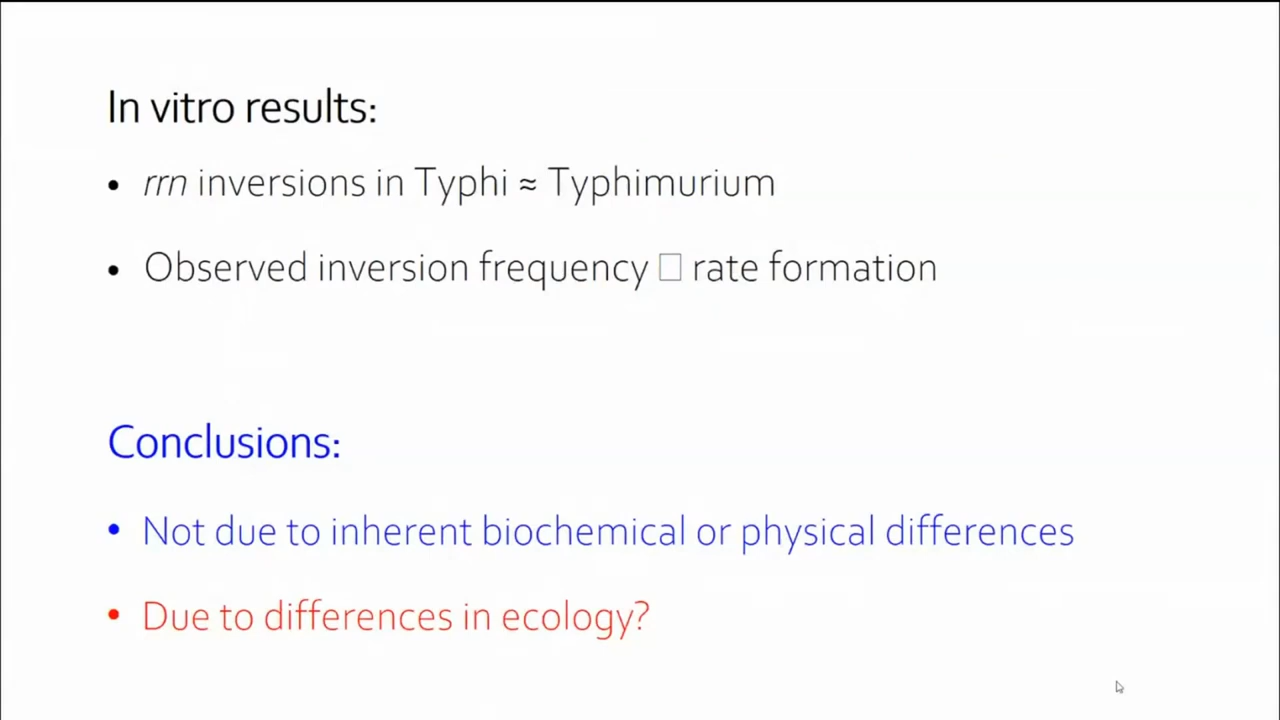 In vitro results:
• rrn inversions in Typhi ≈ Typhimurium
• Observed inversion frequency □ rate formation
Conclusions:
• Not due to inherent biochemical or physical differences
• Due to differences in ecology?